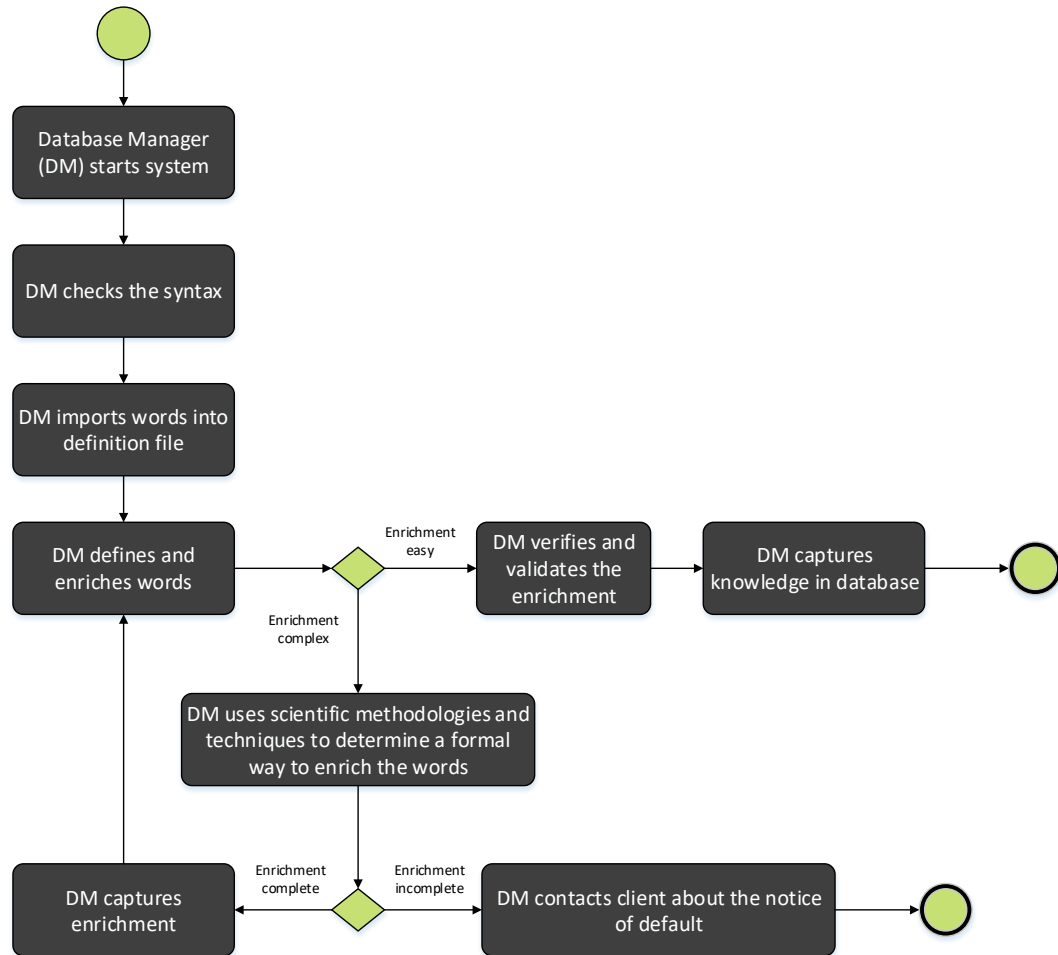 Database Manager
(DM) starts system
DM checks the syntax
DM imports words into
definition file
DM defines and
enriches words
Enrichment
easy
DM verifies and
validates the
enrichment
DM captures
knowledge in database
Enrichment
complex
DM uses scientific methodologies and
techniques to determine a formal
way to enrich the words
DM captures
enrichment
Enrichment
complete
Enrichment
incomplete
DM contacts client about the notice
of default